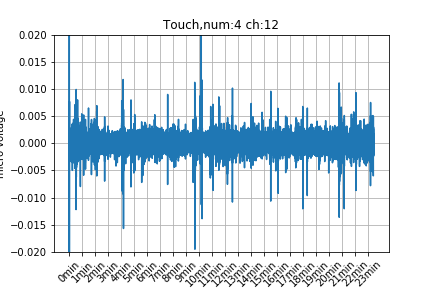 Touch,num:4 ch:12
0.020
0.015
0.010
0.005
0.000
−0.005
−0.010
−0.015
−0.020
micro voltage
0min
1min
2min
3min
4min
5min
6min
7min
8min
9min
10min
11min
12min
13min
14min
15min
16min
17min
18min
19min
20min
21min
22min
23min